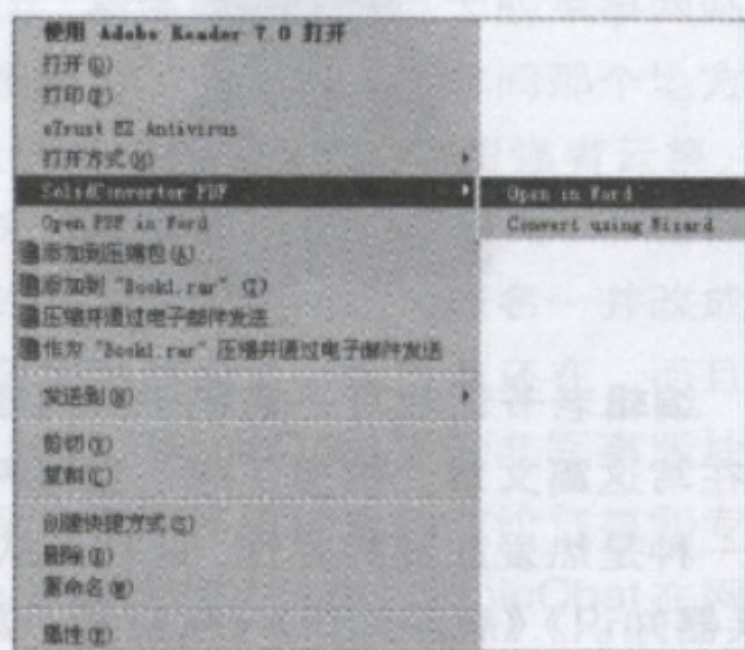 使用 Adobe Reader 7.0 打开
打开(O)
打印(P)
eTrust EZ Antivirus
打开方式(H)
SolidConverter PDF
Open in Word
Open PDF in Word
Convert using Wizard
添加到压缩包(A)...
添加到 "Book1.rar" (T)
压缩并通过电子邮件发送...
作为 "Book1.rar" 压缩并通过电子邮件发送
发送到(N)
剪切(T)
复制(C)
创建快捷方式(S)
删除(D)
重命名(M)
属性(R)